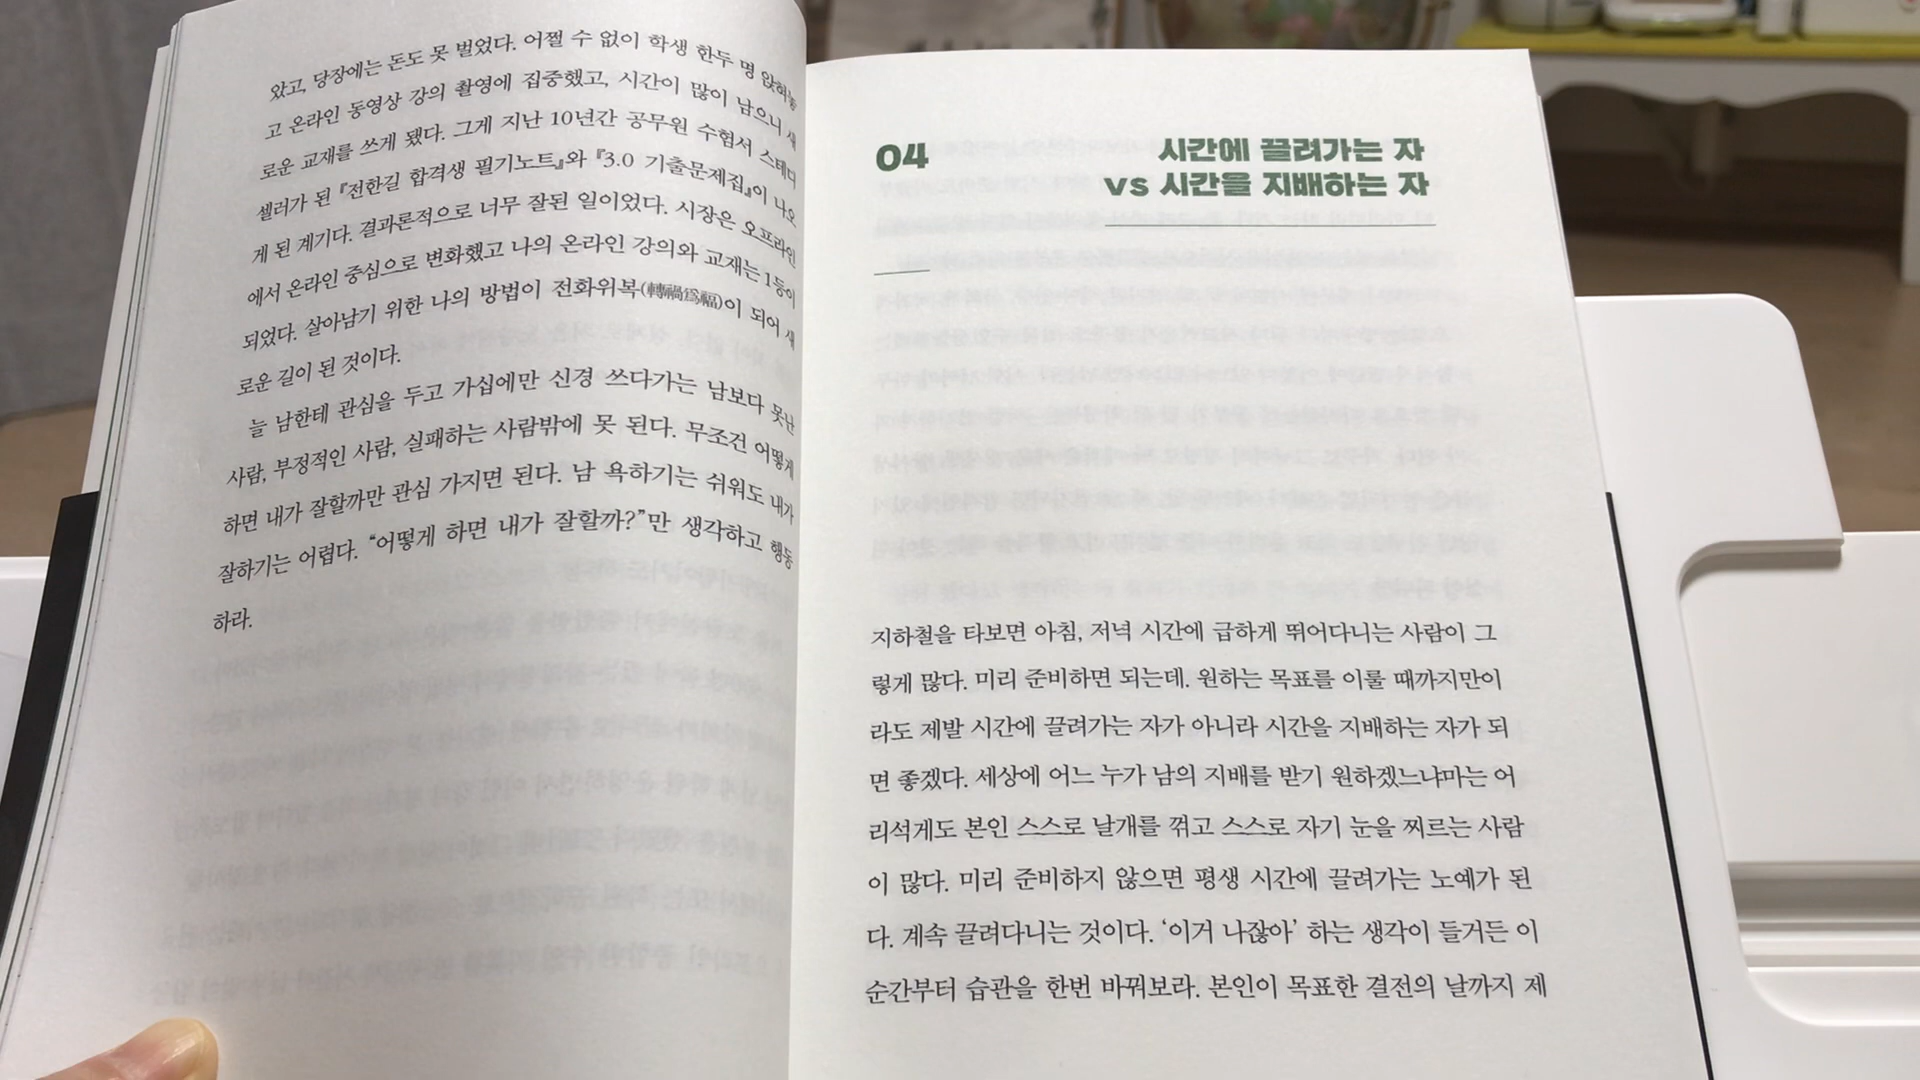 았고, 당장에는 돈도 못 벌었다. 어쩔 수 없이 학생 한두 명 앉혀놓
고 온라인 동영상 강의 촬영에 집중했고, 시간이 많이 남으니 새
로운 교재를 쓰게 됐다. 그게 지난 10년간 공무원 수험서 스테디
셀러가 된 『전한길 합격생 필기노트』와 『3.0 기출문제집』이 나오
게 된 계기다. 결과론적으로 너무 잘된 일이었다. 시장은 오프라인
에서 온라인 중심으로 변화했고 나의 온라인 강의와 교재는 1등이
되었다. 살아남기 위한 나의 방법이 전화위복(轉禍爲福)이 되어 새
로운 길이 된 것이다.
늘 남한테 관심을 두고 가십에만 신경 쓰다가는 남보다 못난
사람, 부정적인 사람, 실패하는 사람밖에 못 된다. 무조건 어떻게
하면 내가 잘할까만 관심 가지면 된다. 남 욕하기는 쉬워도 내가
잘하기는 어렵다. “어떻게 하면 내가 잘할까?”만 생각하고 행동
하라.
04
시간에 끌려가는 자
vs 시간을 지배하는 자
지하철을 타보면 아침, 저녁 시간에 급하게 뛰어다니는 사람이 그
렇게 많다. 미리 준비하면 되는데. 원하는 목표를 이룰 때까지만이
라도 제발 시간에 끌려가는 자가 아니라 시간을 지배하는 자가 되
면 좋겠다. 세상에 어느 누가 남의 지배를 받기 원하겠느냐마는 어
리석게도 본인 스스로 날개를 꺾고 스스로 자기 눈을 찌르는 사람
이 많다. 미리 준비하지 않으면 평생 시간에 끌려가는 노예가 된
다. 계속 끌려다니는 것이다. ‘이거 나잖아’ 하는 생각이 들거든 이
순간부터 습관을 한번 바꿔보라. 본인이 목표한 결전의 날까지 제